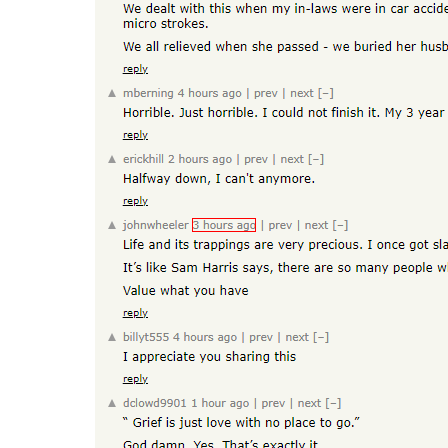 We dealt with this when my in-laws were in car accide
micro strokes.
We all relieved when she passed - we buried her husb
reply
▲ mberning 4 hours ago | prev | next [–]
Horrible. Just horrible. I could not finish it. My 3 year
reply
▲ erickhill 2 hours ago | prev | next [–]
Halfway down, I can't anymore.
reply
▲ johnwheeler 3 hours ago | prev | next [–]
Life and its trappings are very precious. I once got sla
It's like Sam Harris says, there are so many people w
Value what you have
reply
▲ billyt555 4 hours ago | prev | next [–]
I appreciate you sharing this
reply
▲ dclowd9901 1 hour ago | prev | next [–]
“ Grief is just love with no place to go.”
God damn. Yes. That's exactly it